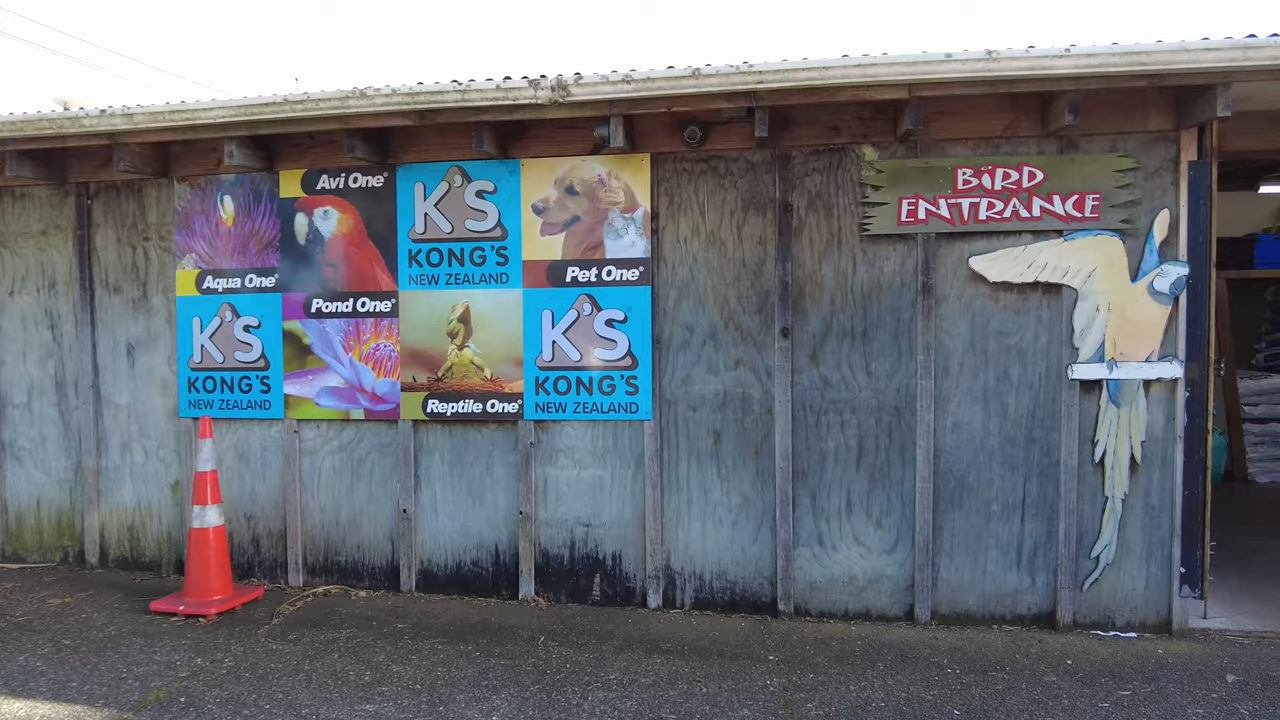 Aqua One®
Avi One®
K's
KONG'S
NEW ZEALAND
Pet One®
K's
KONG'S
NEW ZEALAND
Pond One®
Reptile One®
K's
KONG'S
NEW ZEALAND
BiRD
ENTRANCE